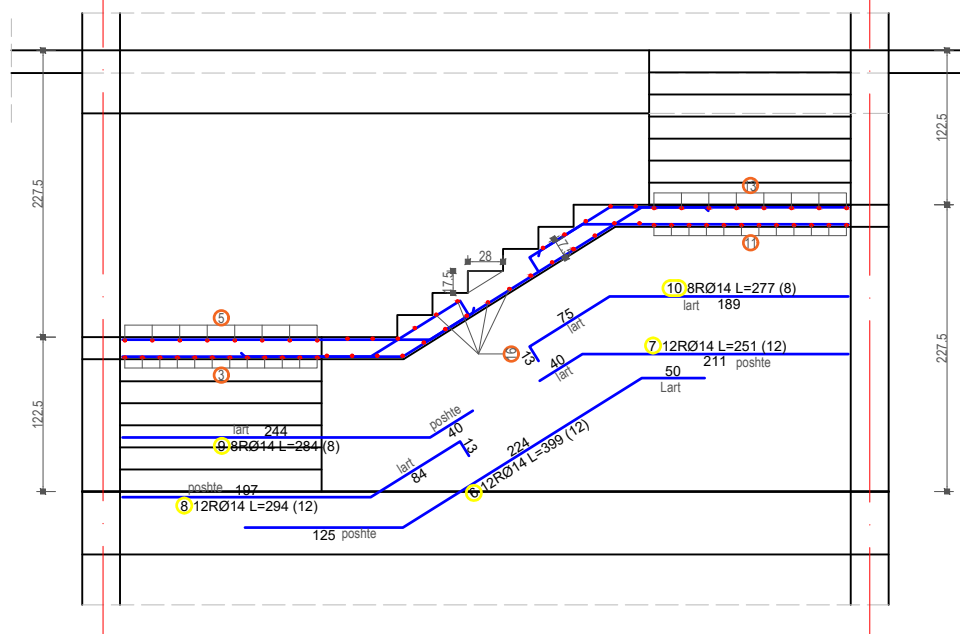 122.5
227.5
13
11
28
17.5
7.5
10 8RØ14 L=277 (8)
lart 189
75
lart
5
7 12RØ14 L=251 (12)
211 poshte
16
13
40
lart
3
50
Lart
227.5
122.5
lart 244
poshte
40
9 8RØ14 L=284 (8)
13
lart
84
224
6 12RØ14 L=399 (12)
poshte 197
8 12RØ14 L=294 (12)
125 poshte